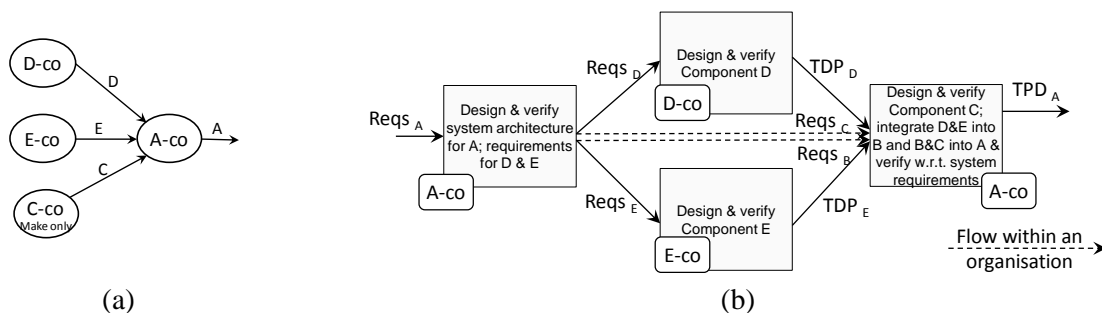 D-co
D
E-co
E
A-co
A
C
C-co
Make only
(a)
Reqs A
Design & verify
system architecture
for A; requirements
for D & E
A-co
Reqs D
Design & verify
Component D
D-co
TDP D
Reqs C
Reqs B
Reqs E
Design & verify
Component E
E-co
TDP E
Design & verify
Component C;
integrate D&E into
B and B&C into A &
verify w.r.t. system
requirements
A-co
TPD A
Flow within an
organisation
(b)